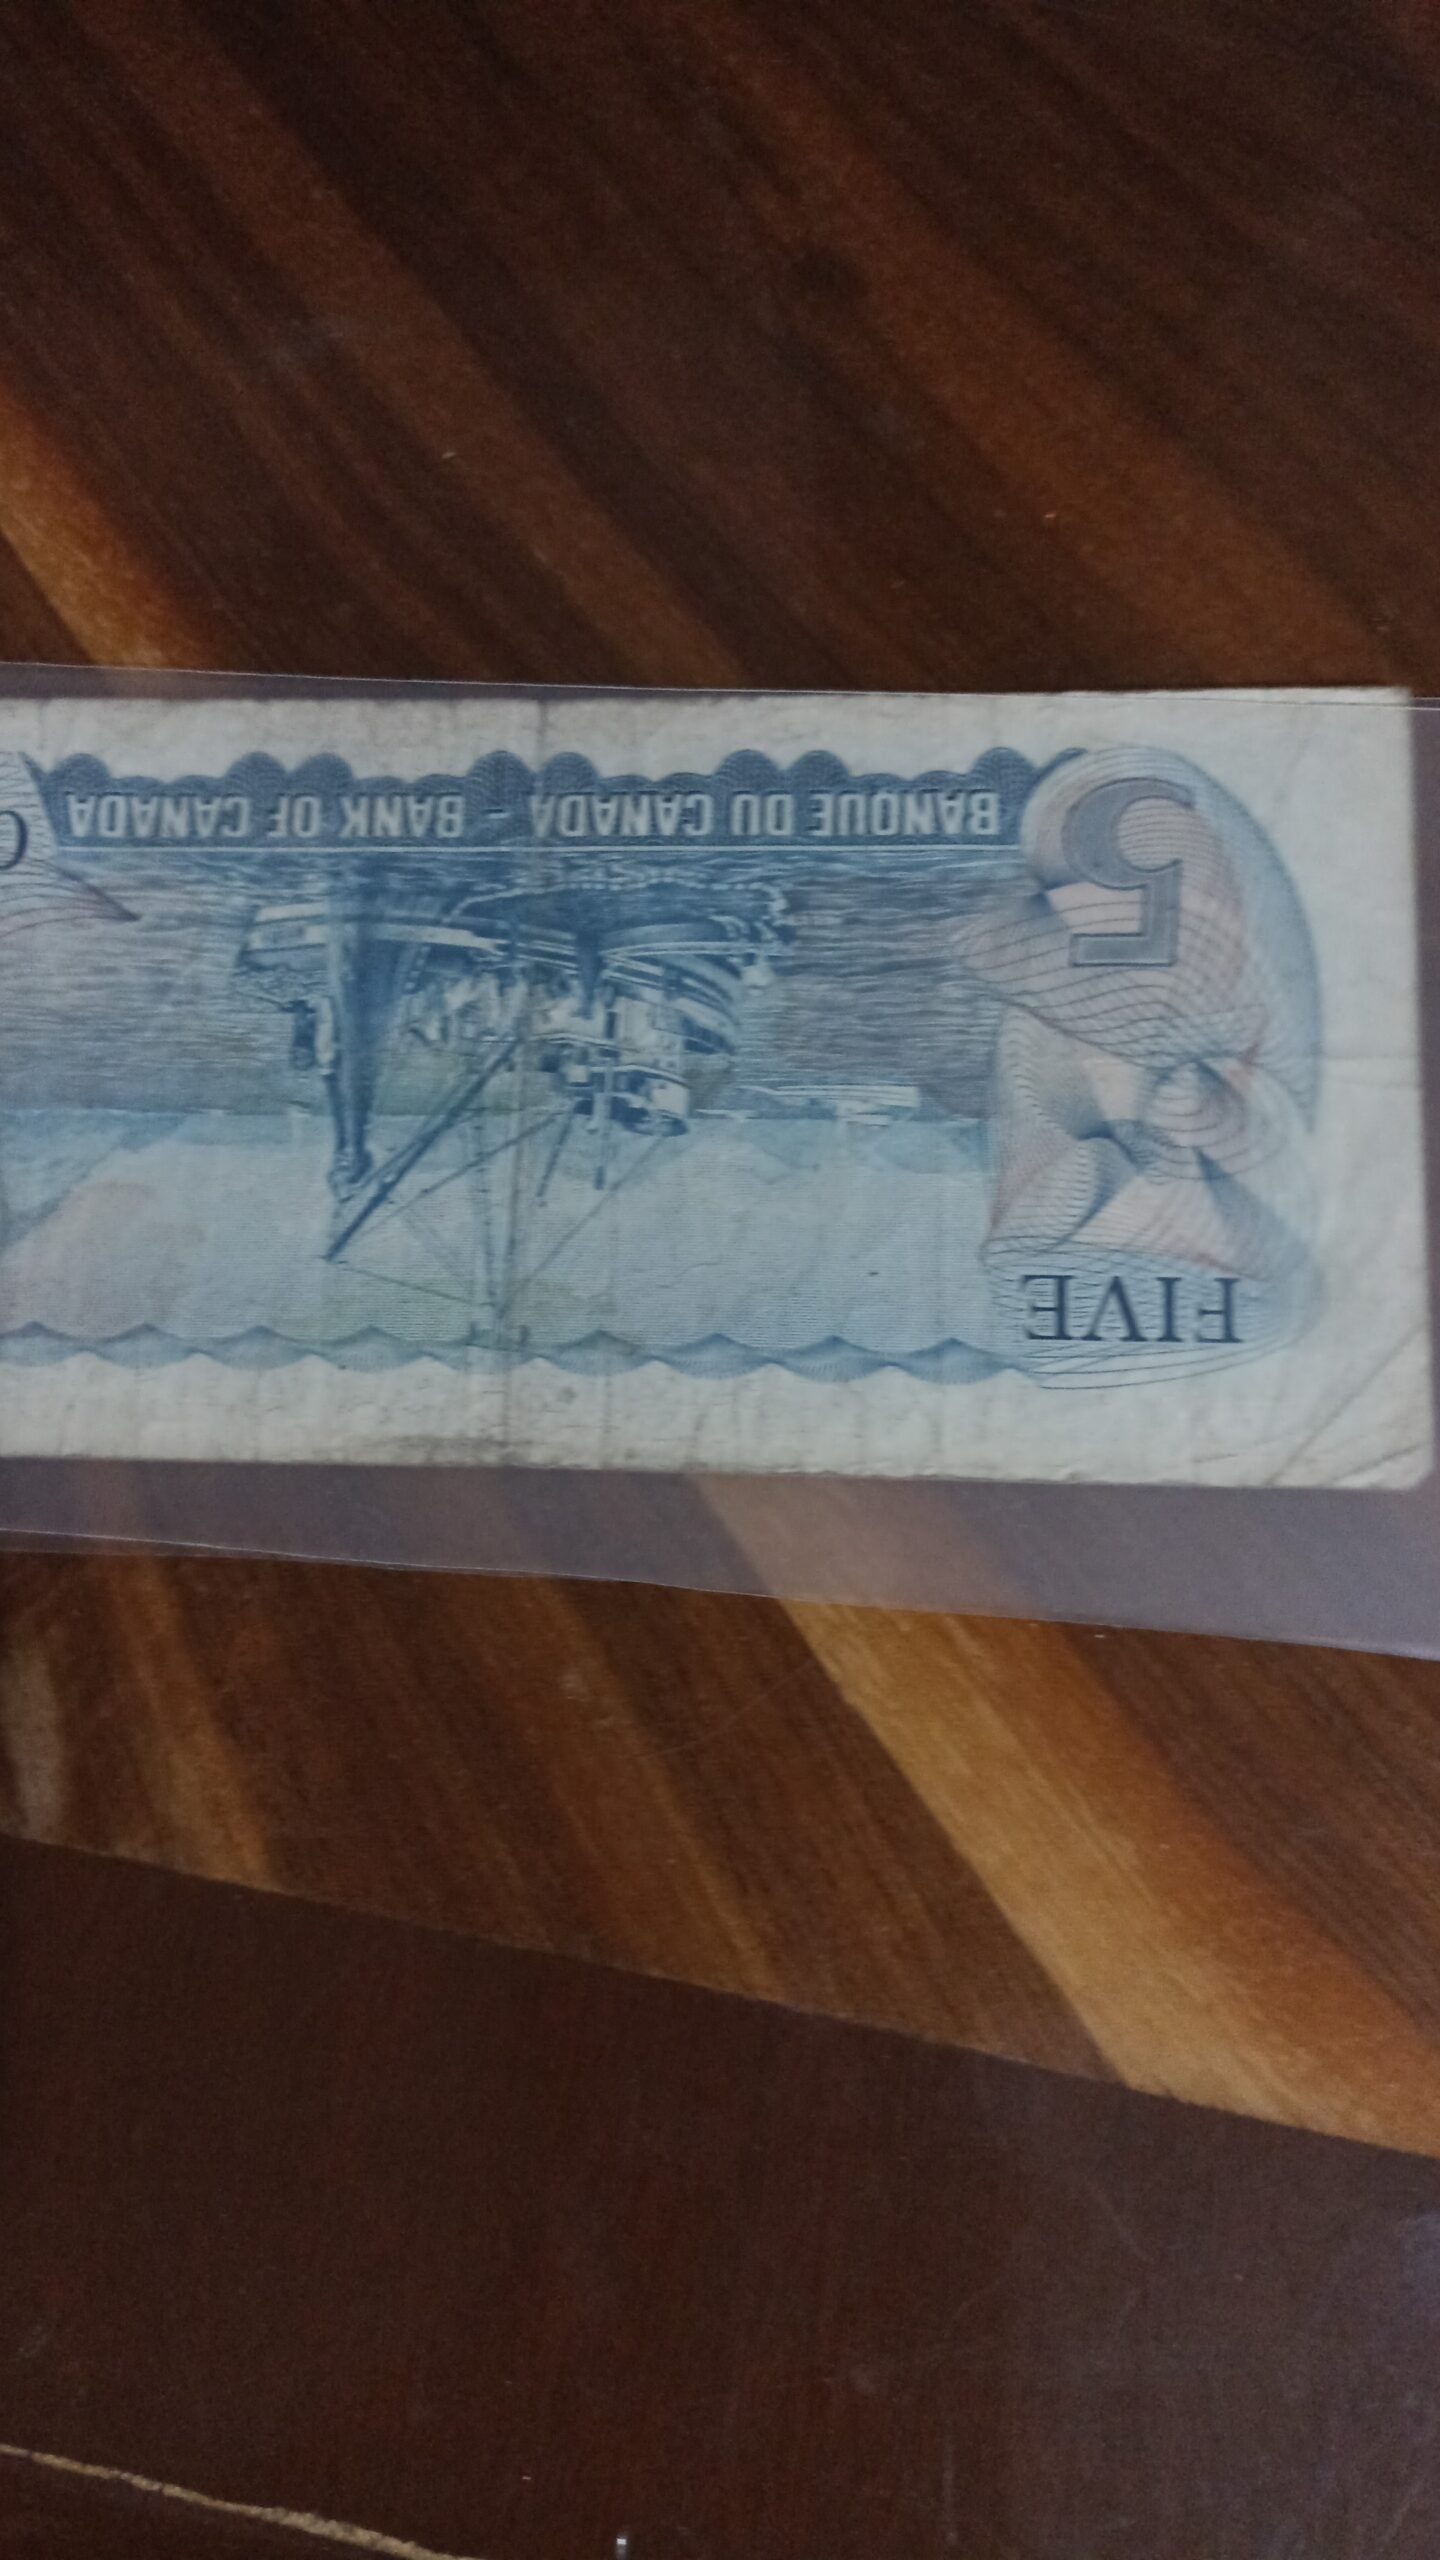 FIVE
5
BANQUE DU CANADA - BANK OF CANADA